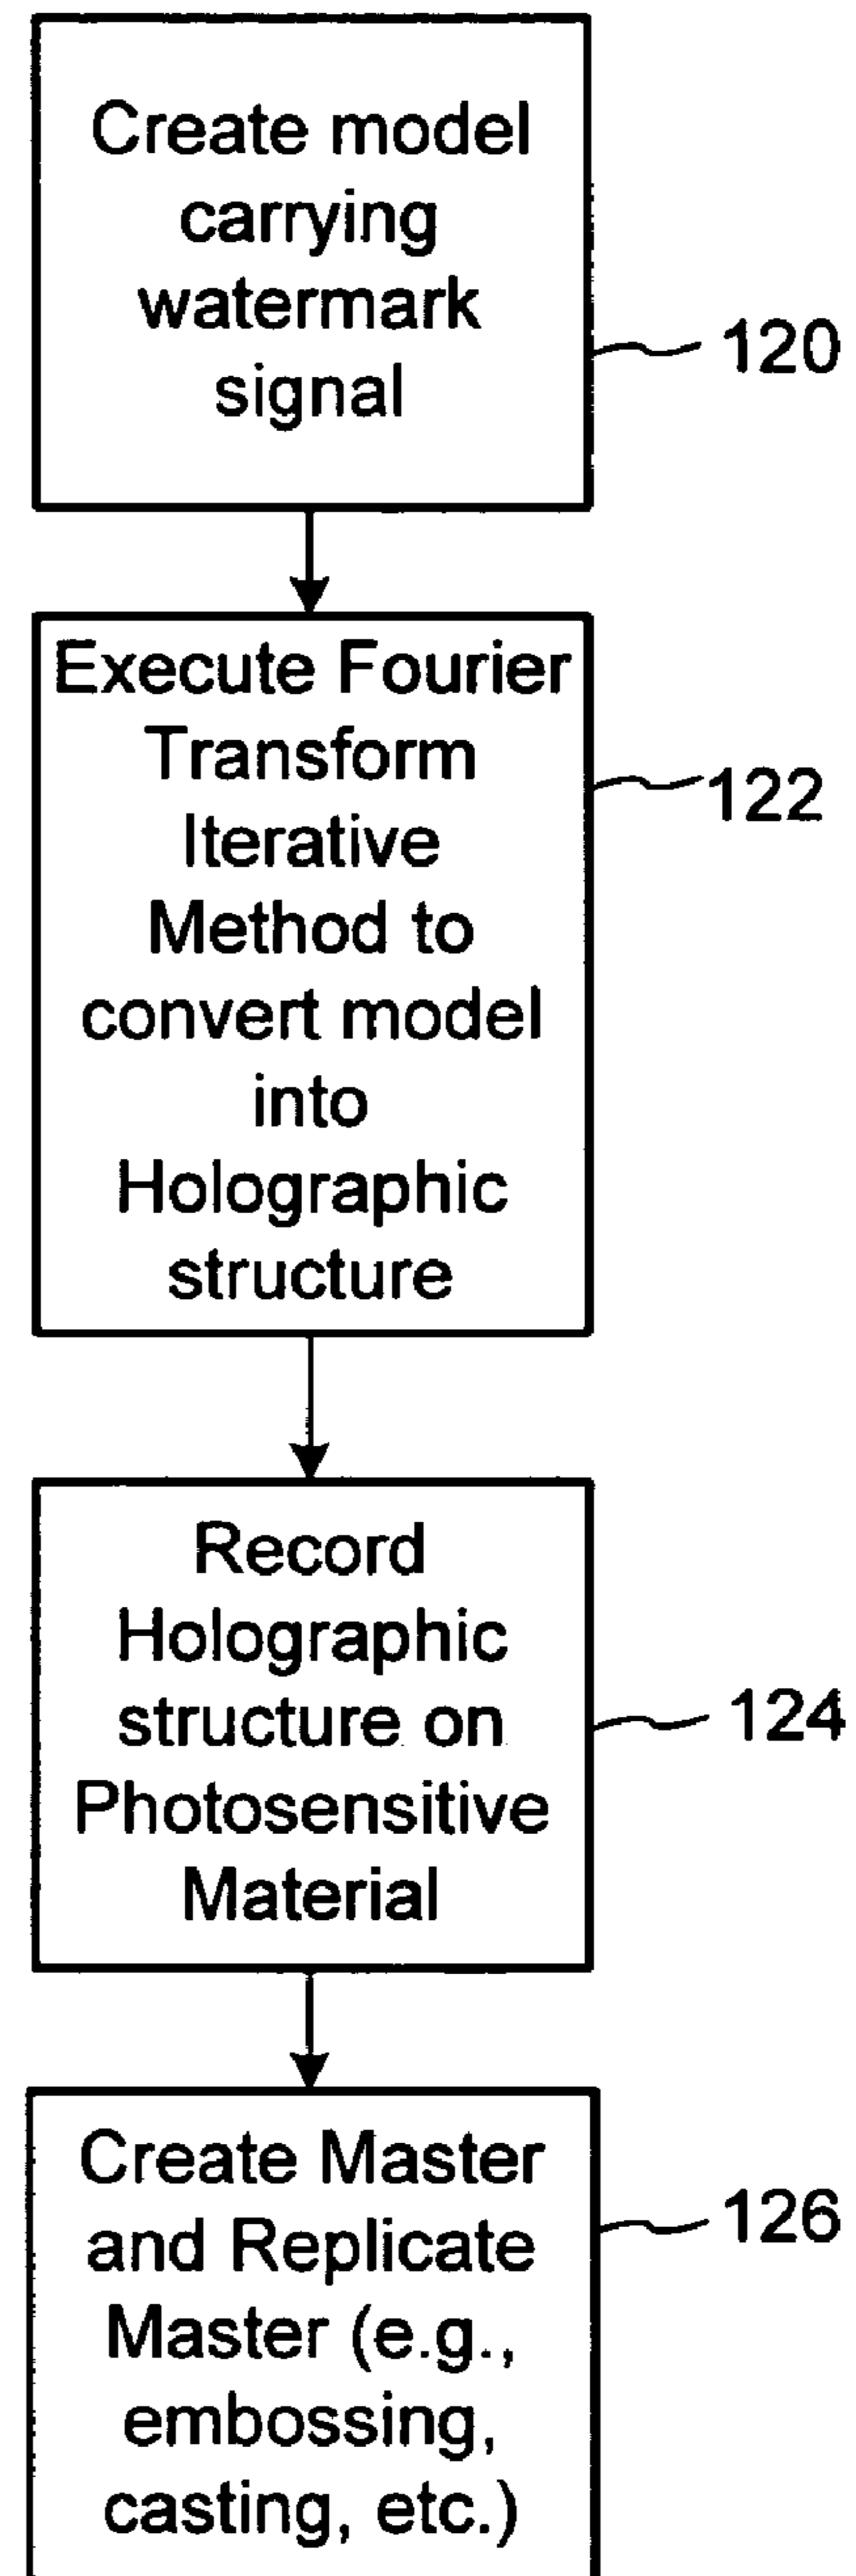 Create model
carrying
watermark
signal
120
Execute Fourier
Transform
Iterative
Method to
convert model
into
Holographic
structure
122
Record
Holographic
structure on
Photosensitive
Material
124
Create Master
and Replicate
Master (e.g.,
embossing,
casting, etc.)
126